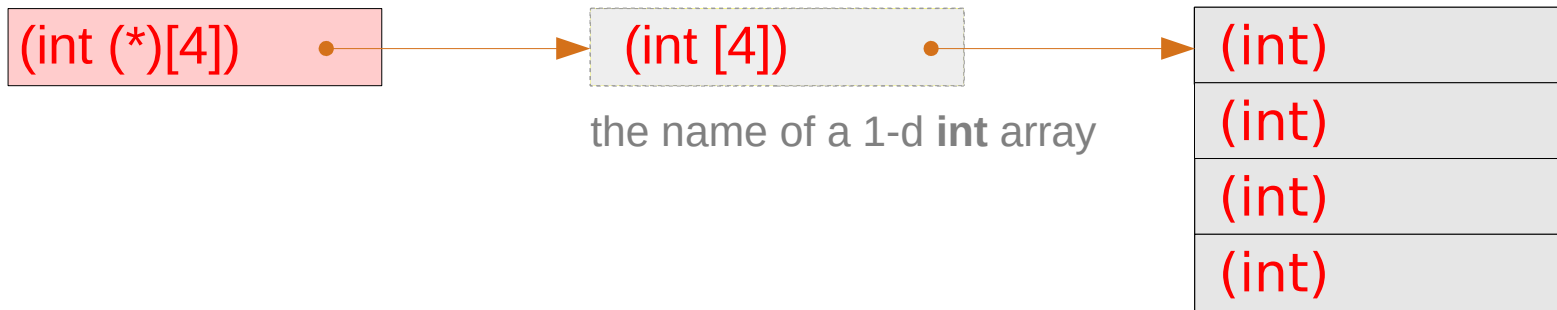 (int (*)[4])
(int [4])
(int)
the name of a 1-d int array
(int)
(int)
(int)